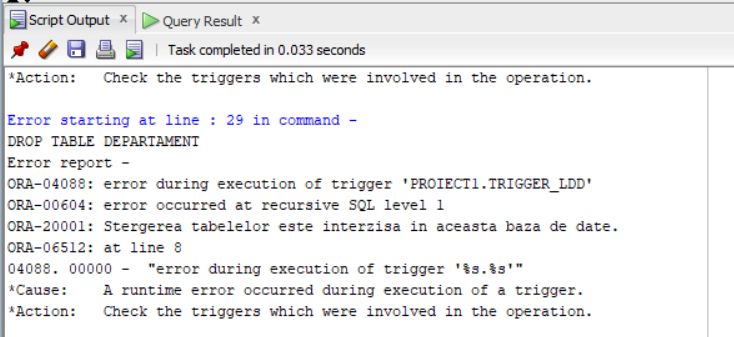 Script Output x Query Result x
Task completed in 0.033 seconds
*Action: Check the triggers which were involved in the operation.
Error starting at line : 29 in command -
DROP TABLE DEPARTAMENT
Error report -
ORA-04088: error during execution of trigger 'PROIECT1.TRIGGER_LDD'
ORA-00604: error occurred at recursive SQL level 1
ORA-20001: Stergerea tabelelor este interzisa in aceasta baza de date.
ORA-06512: at line 8
04088. 00000 - "error during execution of trigger '%s.%s'"
*Cause: A runtime error occurred during execution of a trigger.
*Action: Check the triggers which were involved in the operation.